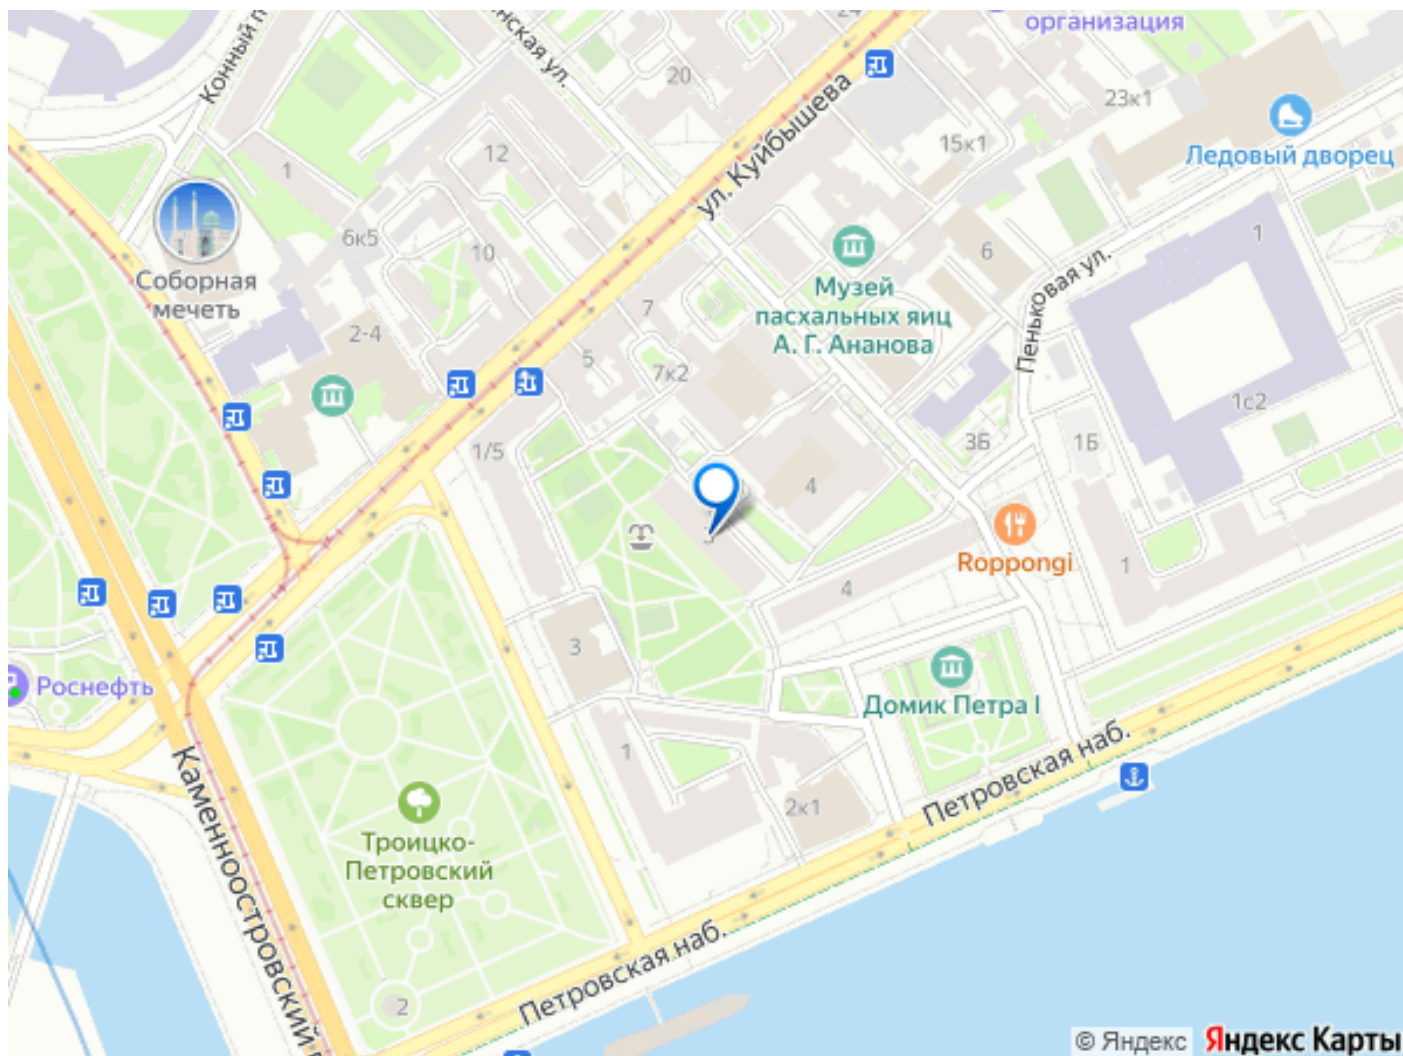 организация
24
Конный п
нская ул.
20
ул. Куйбышева
23к1
15к1
Ледовый дворец
12
1
Соборная
мечеть
6к5
10
6
1
Музей
пасхальных яиц
А. Г. Ананова
Пеньковая ул.
7
2-4
5
7к2
1с2
1/5
3Б
1Б
4
Roppongi
1
4
3
Домик Петра I
Роснефть
1
2к1
Петровская наб.
Каменноостровский п
Троицко-
Петровский
сквер
Петровская наб.
2
© Яндекс Яндекс Карты